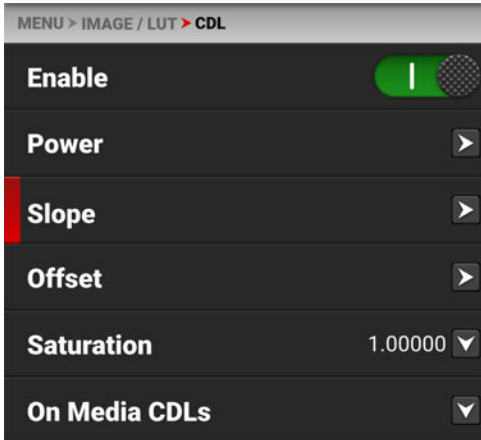 MENU > IMAGE / LUT > CDL
Enable
Power
Slope
Offset
Saturation 1.00000
On Media CDLs